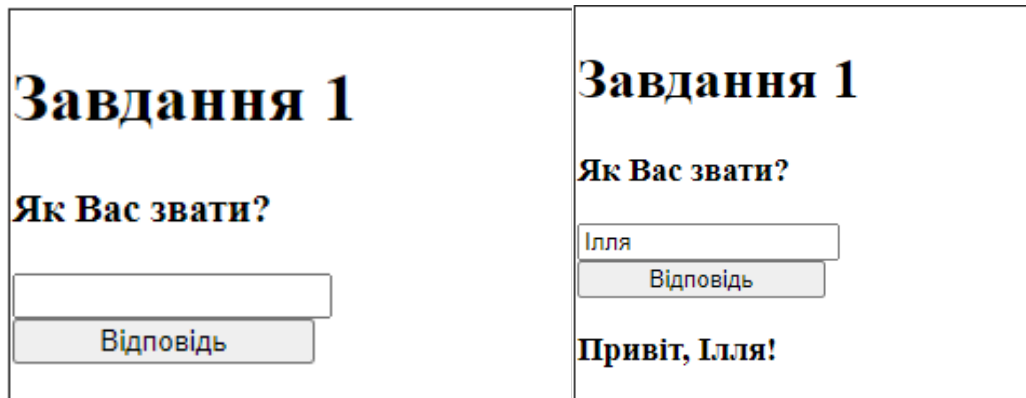 Завдання 1
Як Вас звати?
Відповідь
Завдання 1
Як Вас звати?
Ілля
Відповідь
Привіт, Ілля!